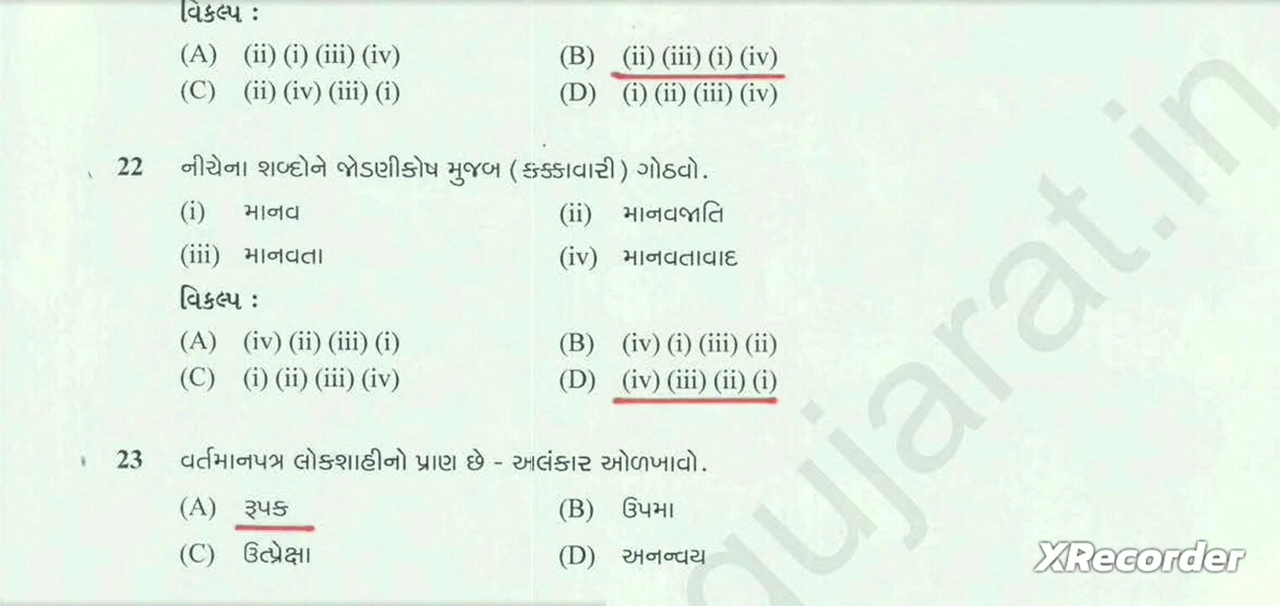 વિકલ્પ :
(A) (ii) (i) (iii) (iv) (B) (ii) (iii) (i) (iv)
(C) (ii) (iv) (iii) (i) (D) (i) (ii) (iii) (iv)
22 નીચેના શબ્દોને જોડણીકોષ મુજબ (કક્કાવારી) ગોઠવો.
(i) માનવ (ii) માનવજાતિ
(iii) માનવતા (iv) માનવતાવાદ
વિકલ્પ :
(A) (iv) (ii) (iii) (i) (B) (iv) (i) (iii) (ii)
(C) (i) (ii) (iii) (iv) (D) (iv) (iii) (ii) (i)
23 વર્તમાનપત્ર લોકશાહીનો પ્રાણ છે - અલંકાર ઓળખાવો.
(A) રૂપક (B) ઉપમા
(C) ઉત્પ્રેક્ષા (D) અનન્વય
gujarat.in
XRecorder